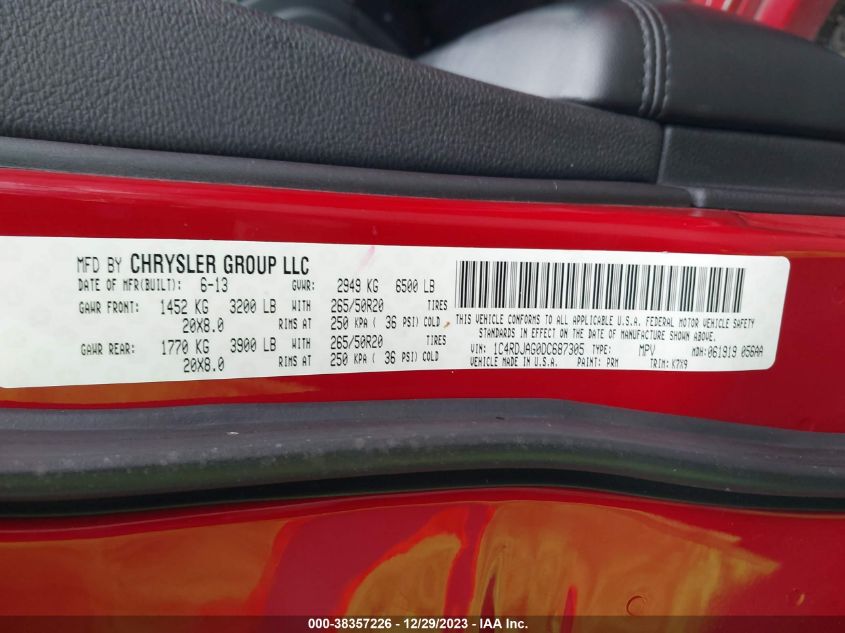 MFD BY CHRYSLER GROUP LLC
DATE OF MFR(BUILT): 6-13 GVWR: 2949 KG 6500 LB
GAWR FRONT: 1452 KG 3200 LB WITH 265/50R20 TIRES
20X8.0 RIMS AT 250 KPA ( 36 PSI) COLD
GAWR REAR: 1770 KG 3900 LB WITH 265/50R20 TIRES
20X8.0 RIMS AT 250 KPA ( 36 PSI) COLD
THIS VEHICLE CONFORMS TO ALL APPLICABLE U.S.A. FEDERAL MOTOR VEHICLE SAFETY
STANDARDS IN EFFECT ON THE DATE OF MANUFACTURE SHOWN ABOVE.
VIN: 1C4RDJAG0DC687305 TYPE: MPV MDH: 061919 056AA
VEHICLE MADE IN U.S.A. PAINT: PRM TRIM: K7X9
000-38357226 - 12/29/2023 - IAA Inc.